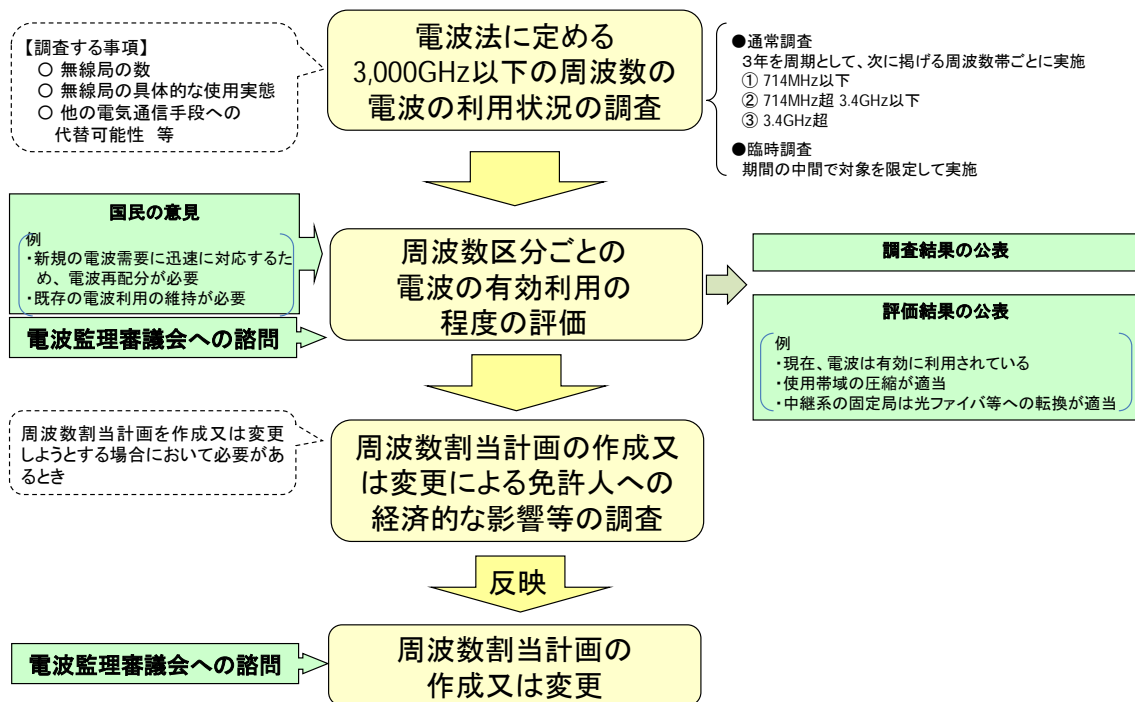 【調査する事項】
○ 無線局の数
○ 無線局の具体的な使用実態
○ 他の電気通信手段への
代替可能性 等
電波法に定める
3,000GHz以下の周波数の
電波の利用状況の調査
●通常調査
3年を周期として、次に掲げる周波数帯ごとに実施
① 714MHz以下
② 714MHz超 3.4GHz以下
③ 3.4GHz超
●臨時調査
期間の中間で対象を限定して実施
国民の意見
例
・新規の電波需要に迅速に対応するた
め、電波再配分が必要
・既存の電波利用の維持が必要
電波監理審議会への諮問
周波数区分ごとの
電波の有効利用の
程度の評価
調査結果の公表
評価結果の公表
例
・現在、電波は有効に利用されている
・使用帯域の圧縮が適当
・中継系の固定局は光ファイバ等への転換が適当
周波数割当計画を作成又は変更
しようとする場合において必要があ
るとき
周波数割当計画の作成又
は変更による免許人への
経済的な影響等の調査
反映
電波監理審議会への諮問
周波数割当計画の
作成又は変更